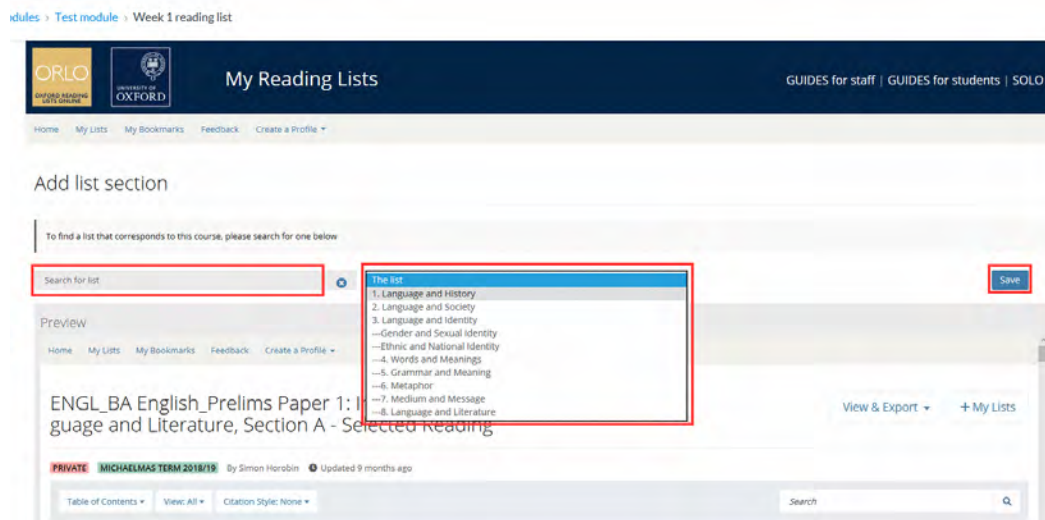 dules > Test module > Week 1 reading list
ORLO
OXFORD READING
LISTS ONLINE
UNIVERSITY OF
OXFORD
My Reading Lists
GUIDES for staff | GUIDES for students | SOLO
Home My Lists My Bookmarks Feedback Create a Profile
Add list section
To find a list that corresponds to this course, please search for one below
Search for list
The list
1. Language and History
2. Language and Society
3. Language and Identity
---Gender and Sexual Identity
---Ethnic and National Identity
---4. Words and Meanings
---5. Grammar and Meaning
---6. Metaphor
---7. Medium and Message
---8. Language and Literature
Save
Preview
Home My Lists My Bookmarks Feedback Create a Profile
ENGL_BA English_Prelims Paper 1:
guage and Literature, Section A - Selected Reading
View & Export + My Lists
PRIVATE MICHAELMAS TERM 2018/19 By Simon Horobin Updated 9 months ago
Table of Contents View: All Citation Style: None Search